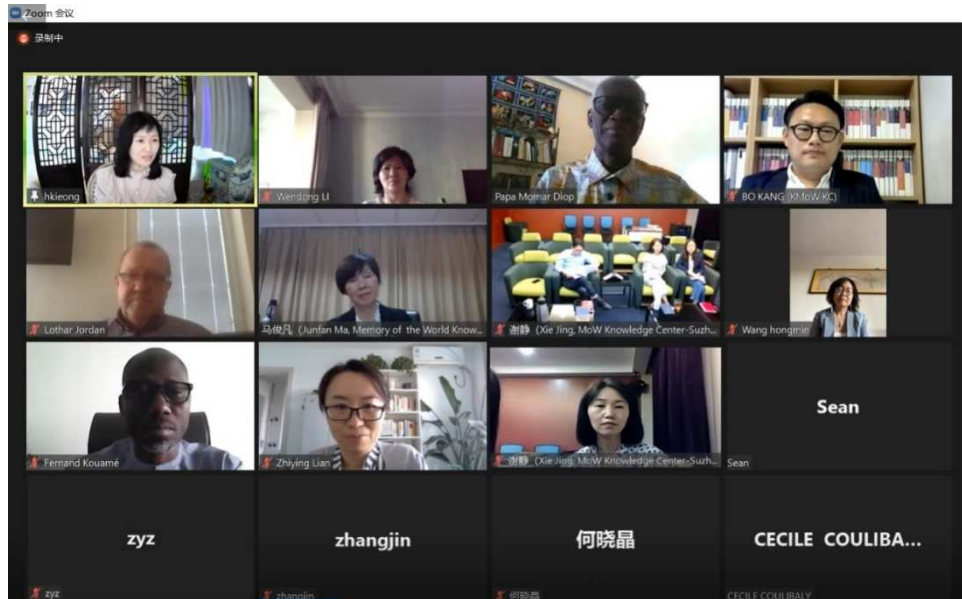 Zoom 会议
录制中
hkieong
Wendong LI
Papa Momar Diop
BO KANG (KMoW KC)
Lothar Jordan
马俊凡 (Junfan Ma, Memory of the World Know...
谢静 (Xie Jing, MoW Knowledge Center-Suzh...
Wang hongmin
Fernand Kouamé
Zhiying Lian
谢静 (Xie Jing, MoW Knowledge Center-Suzh...
Sean
Sean
zyz
zhangjin
何晓晶
CECILE COULIBA...
zyz
zhangjin
何晓晶
CECILE COULIBALY